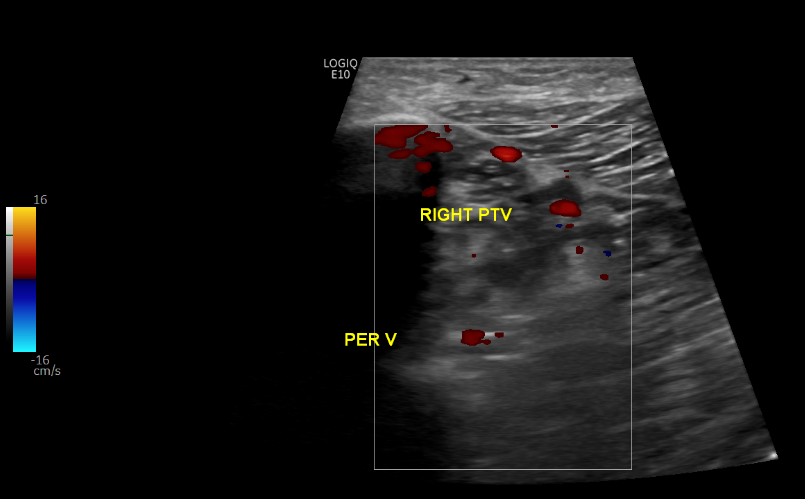 LOGIQ
E10
16
RIGHT PTV
PER V
-16
cm/s